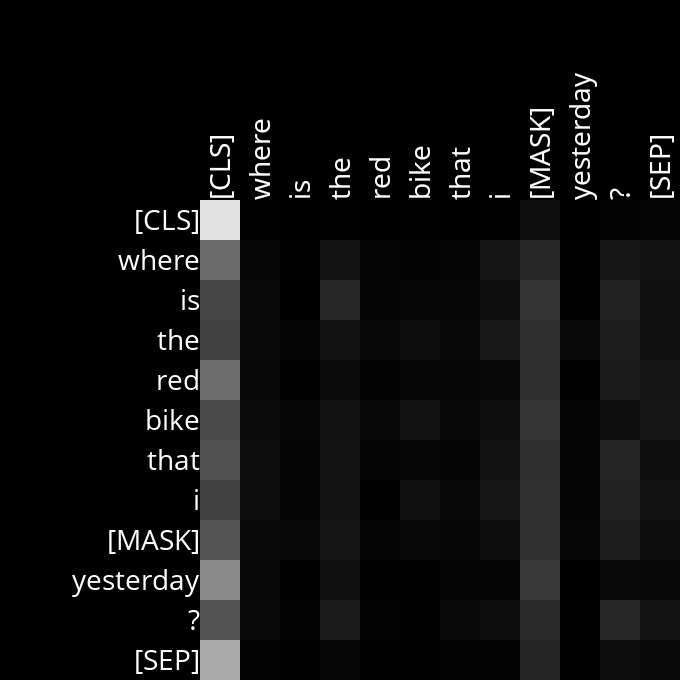 [CLS] where is the red bike that i [MASK] yesterday ? [SEP]
[CLS]
where
is
the
red
bike
that
i
[MASK]
yesterday
?
[SEP]